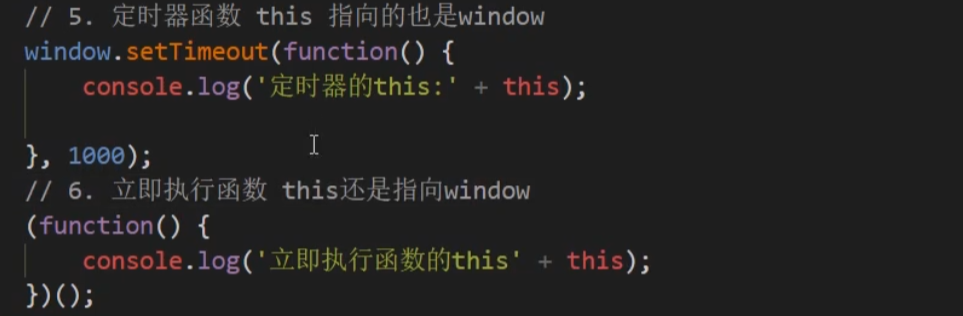 // 5. 定时器函数 this 指向的也是window
window.setTimeout(function() {
    console.log('定时器的this:' + this);
}, 1000);
// 6. 立即执行函数 this还是指向window
(function() {
    console.log('立即执行函数的this' + this);
})();